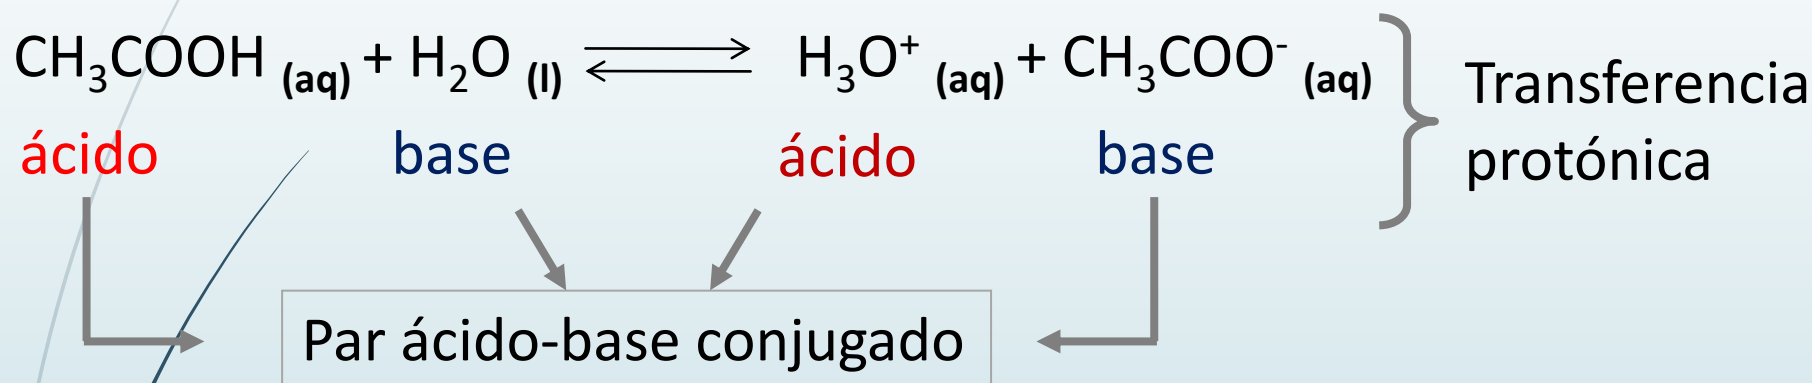 CH₃COOH (aq) + H₂O (l) ⇌ H₃O⁺ (aq) + CH₃COO⁻ (aq)
ácido base ácido base
Transferencia
protónica
Par ácido-base conjugado